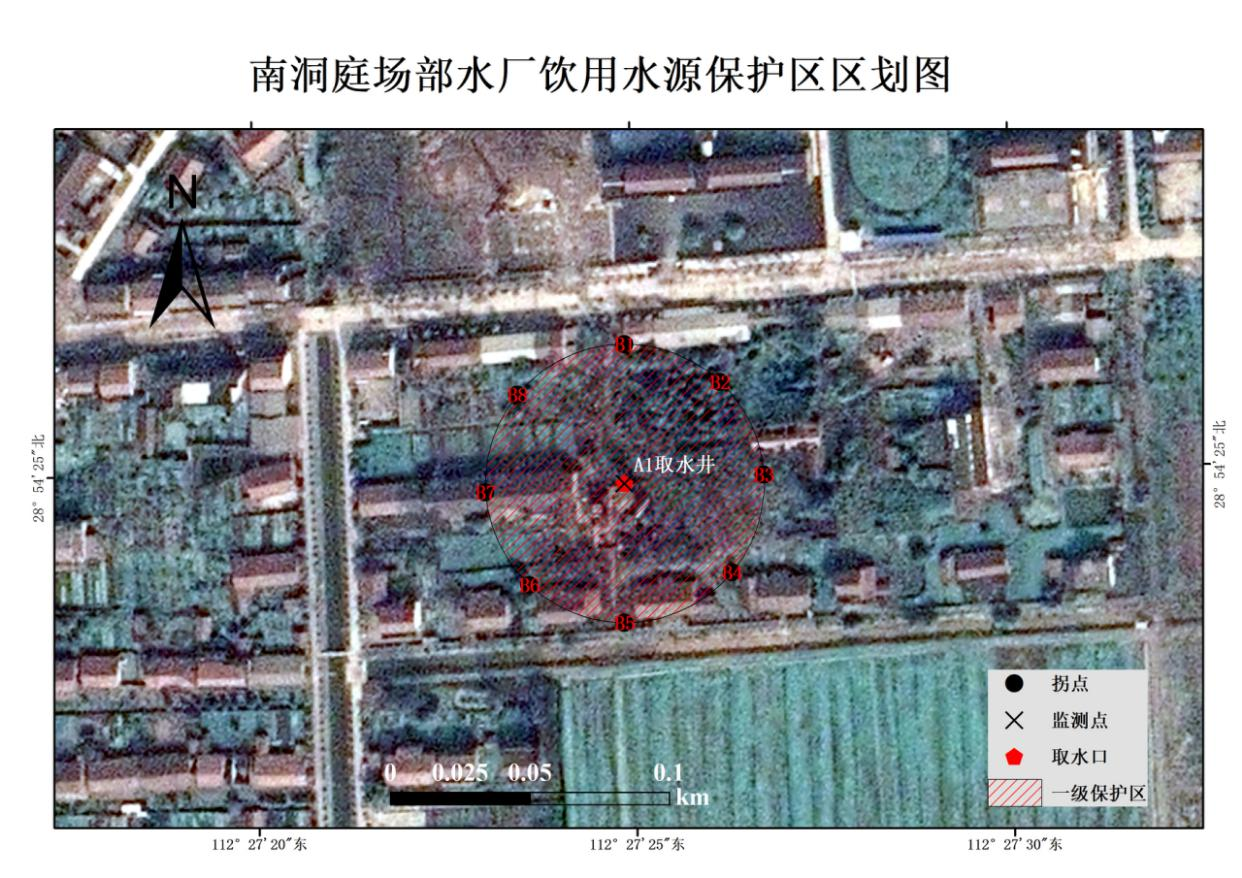 南洞庭场部水厂饮用水源保护区区划图
N
B1
B2
B8
A1取水井
B3
B7
B4
B6
B5
28° 54′25″北
28° 54′25″北
拐点
监测点
取水口
一级保护区
0 0.025 0.05 0.1
km
112° 27′20″东
112° 27′25″东
112° 27′30″东